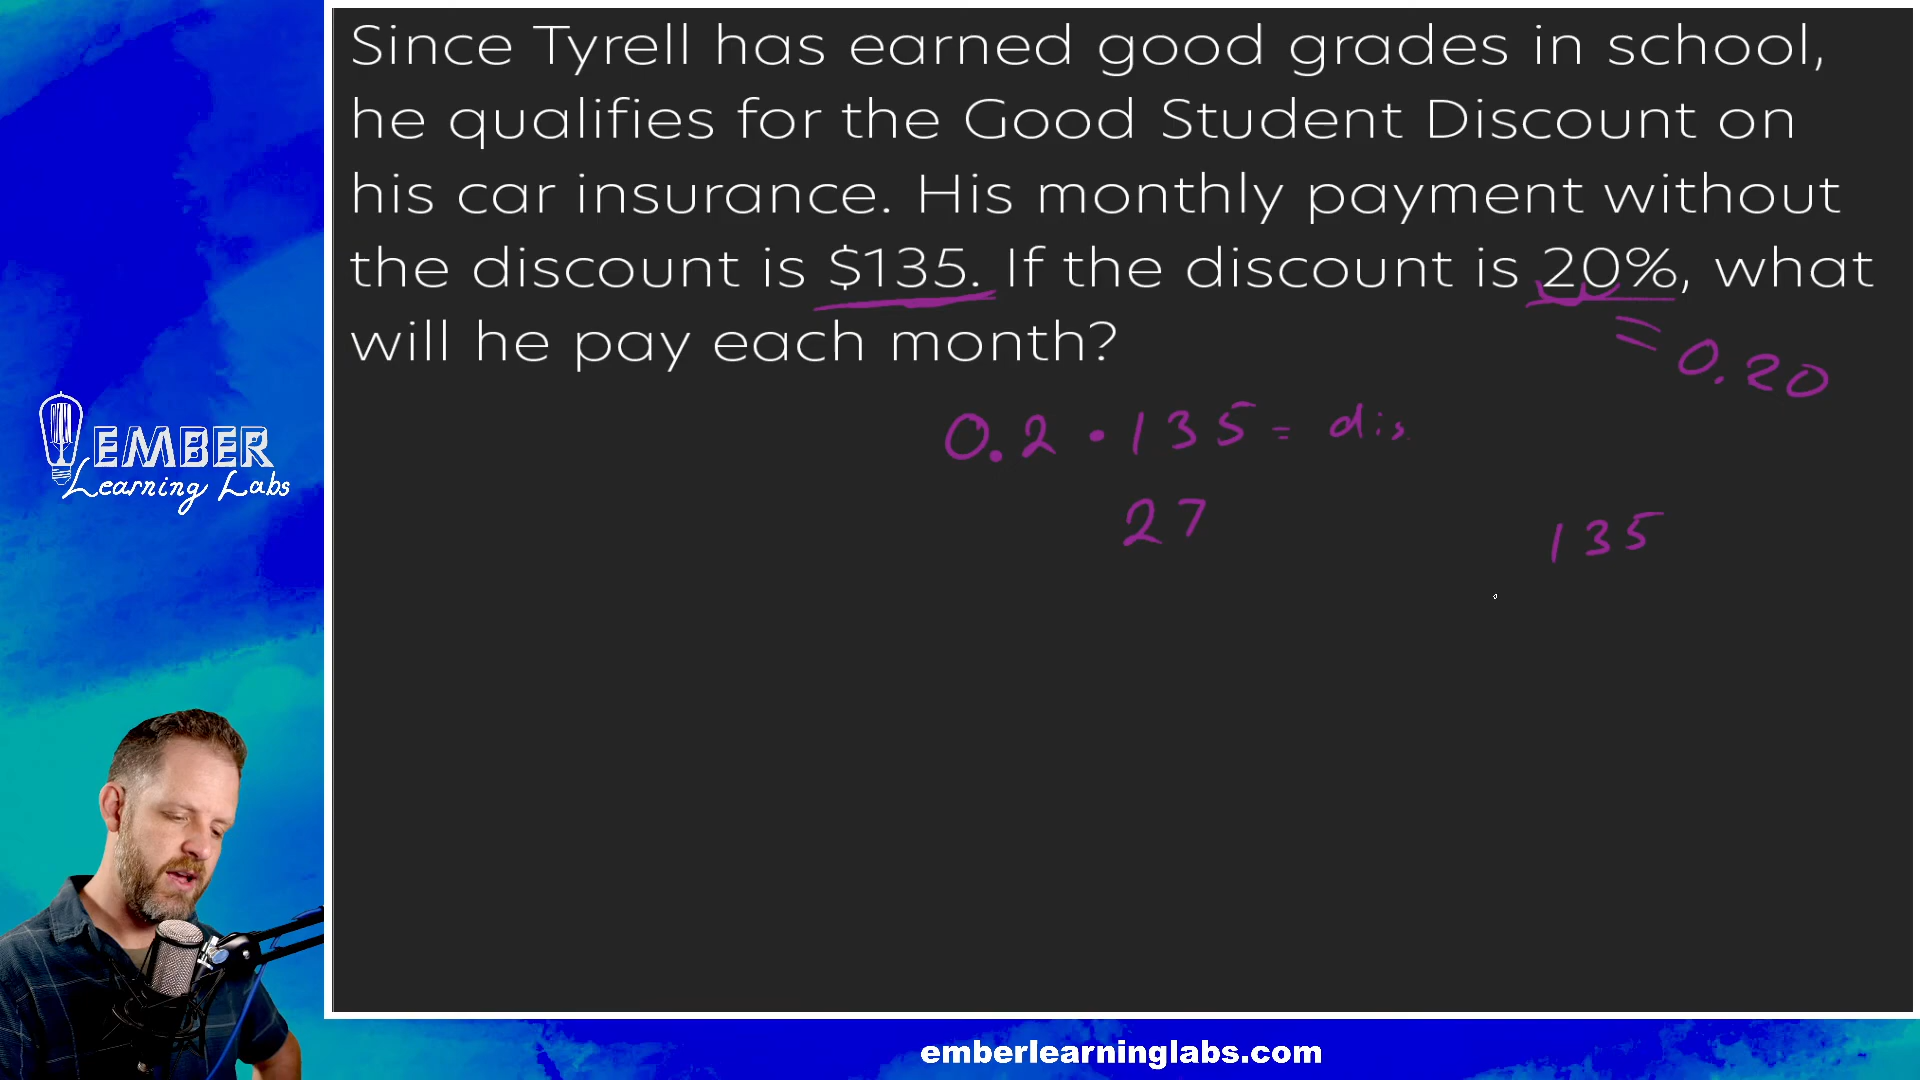 Since Tyrell has earned good grades in school,
he qualifies for the Good Student Discount on
his car insurance. His monthly payment without
the discount is $135. If the discount is 20%, what
will he pay each month?
= 0.20
0.2 • 135 = dis.
27
135
EMBER
Learning Labs
emberlearninglabs.com